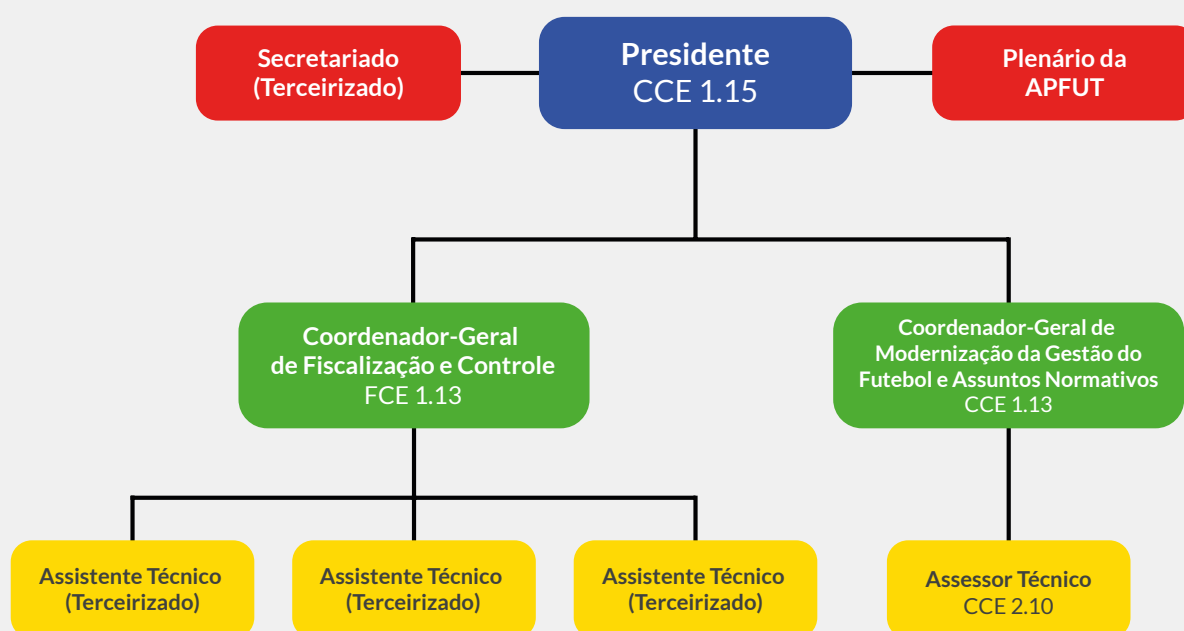 Secretariado
(Terceirizado)
Presidente
CCE 1.15
Plenário da
APFUT
Coordenador-Geral
de Fiscalização e Controle
FCE 1.13
Coordenador-Geral de
Modernização da Gestão do
Futebol e Assuntos Normativos
CCE 1.13
Assistente Técnico
(Terceirizado)
Assistente Técnico
(Terceirizado)
Assistente Técnico
(Terceirizado)
Assessor Técnico
CCE 2.10